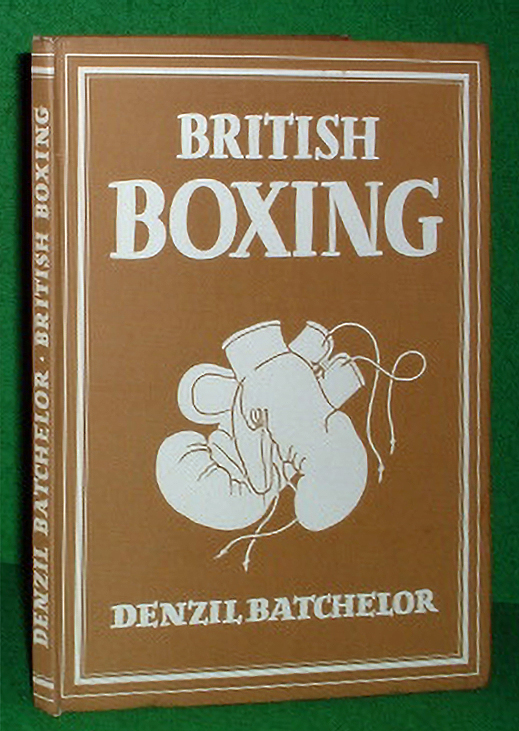 BRITISH
BOXING
DENZIL BATCHELOR
DENZIL BATCHELOR · BRITISH BOXING